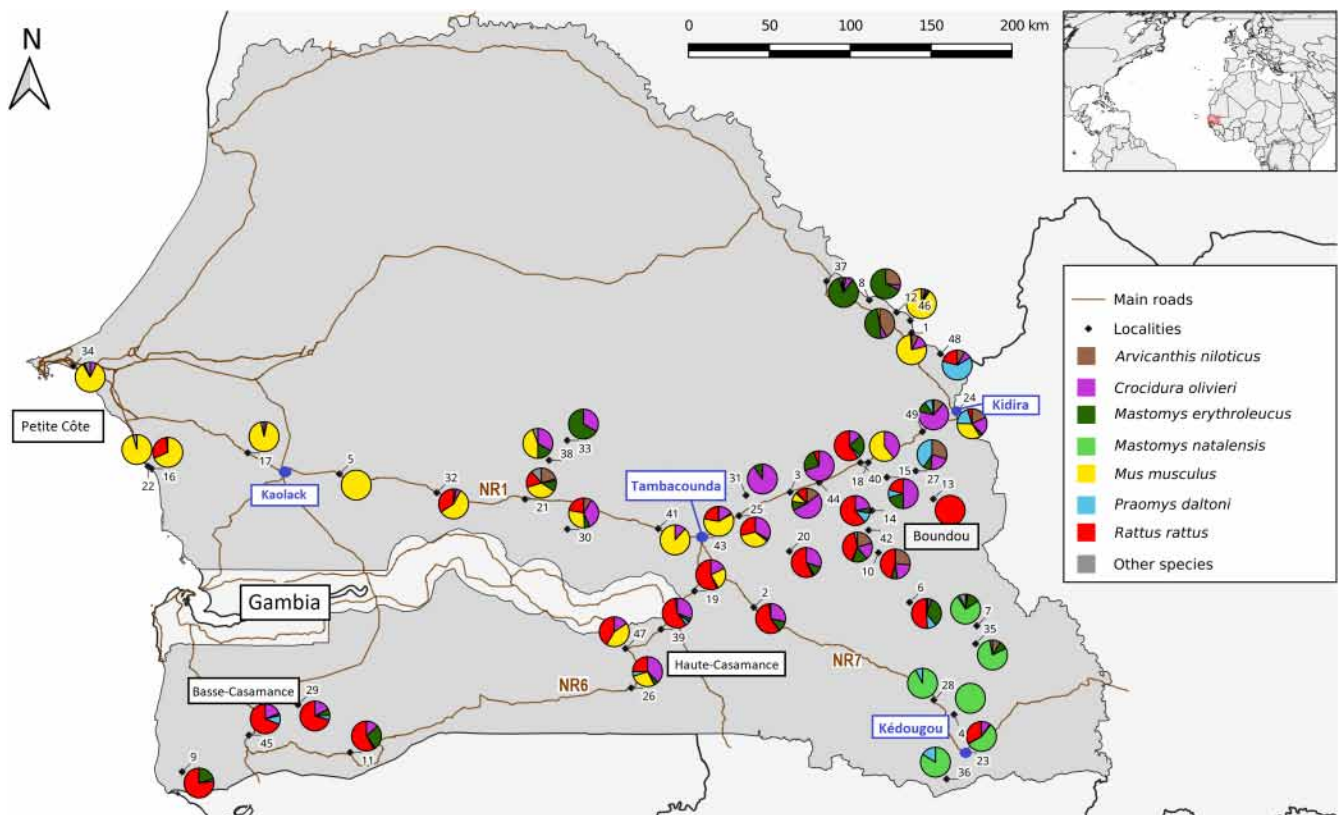 N
0
50
100
150
200 km
37
8
12
46
1
48
34
Petite Côte
22
16
17
Kaolack
5
32
NR1
21
38
33
30
Tambacounda
41
43
25
31
3
44
18
40
49
24
Kidira
15
27
13
14
42
Boundou
20
10
6
7
35
Gambia
19
2
39
47
Haute-Casamance
26
NR6
NR7
28
Kédougou
4
23
36
Basse-Casamance
29
45
11
9
Main roads
Localities
Arvicanthis niloticus
Crocidura olivieri
Mastomys erythroleucus
Mastomys natalensis
Mus musculus
Praomys daltoni
Rattus rattus
Other species